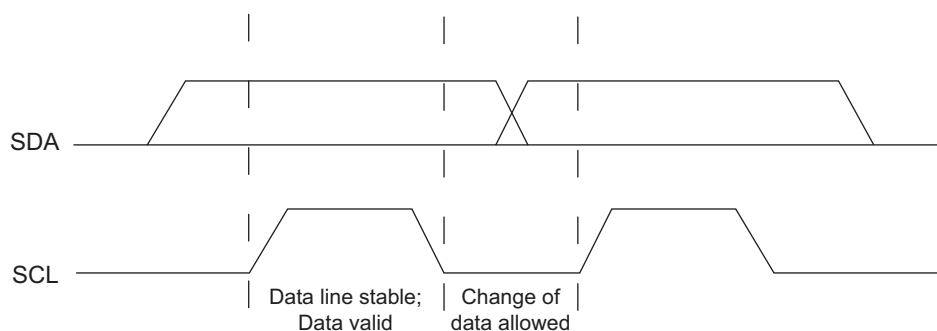 SDA
SCL
Data line stable;
Data valid
Change of
data allowed